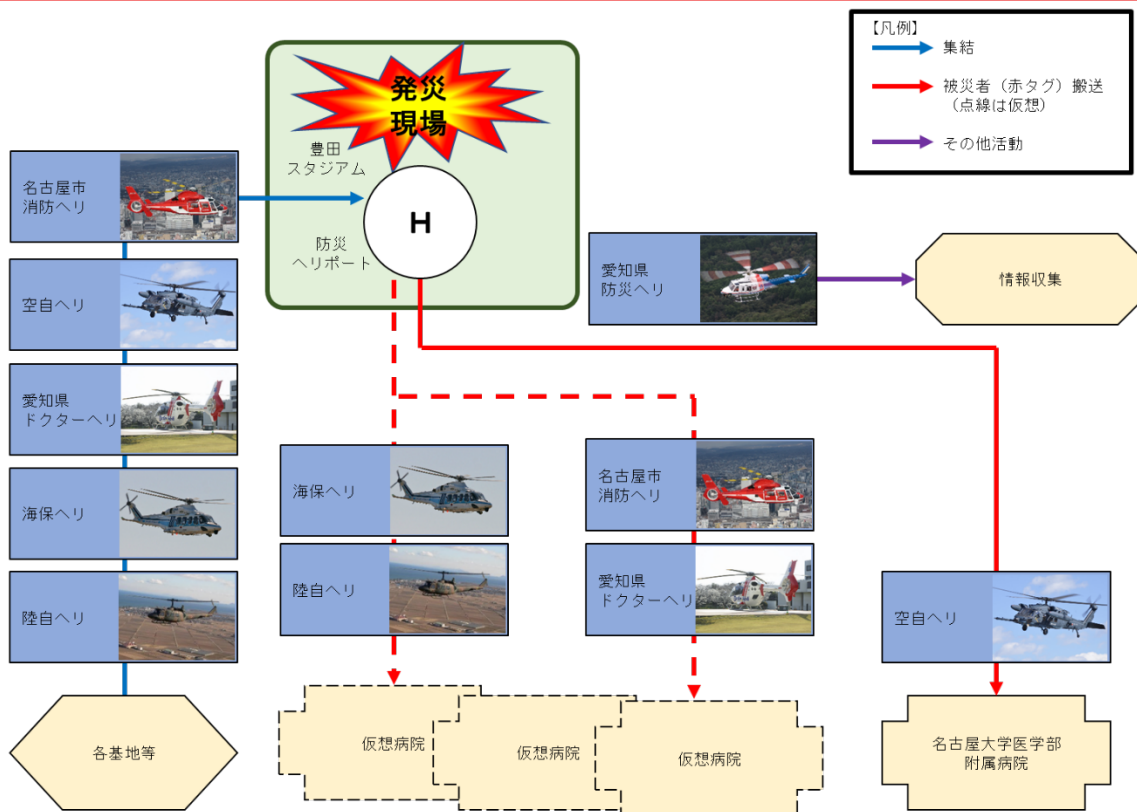 【凡例】
集結
被災者（赤タグ）搬送
（点線は仮想）
その他活動
発災
現場
豊田
スタジアム
H
防災
ヘリポート
名古屋市
消防ヘリ
空自ヘリ
愛知県
ドクターヘリ
海保ヘリ
陸自ヘリ
各基地等
愛知県
防災ヘリ
情報収集
海保ヘリ
陸自ヘリ
名古屋市
消防ヘリ
愛知県
ドクターヘリ
空自ヘリ
仮想病院
仮想病院
仮想病院
名古屋大学医学部
附属病院